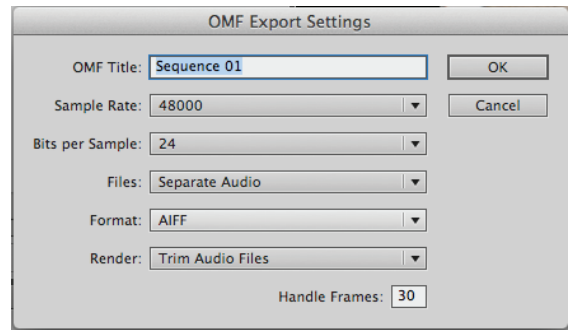 OMF Export Settings
OMF Title: Sequence 01
OK
Sample Rate: 48000
Cancel
Bits per Sample: 24
Files: Separate Audio
Format: AIFF
Render: Trim Audio Files
Handle Frames: 30